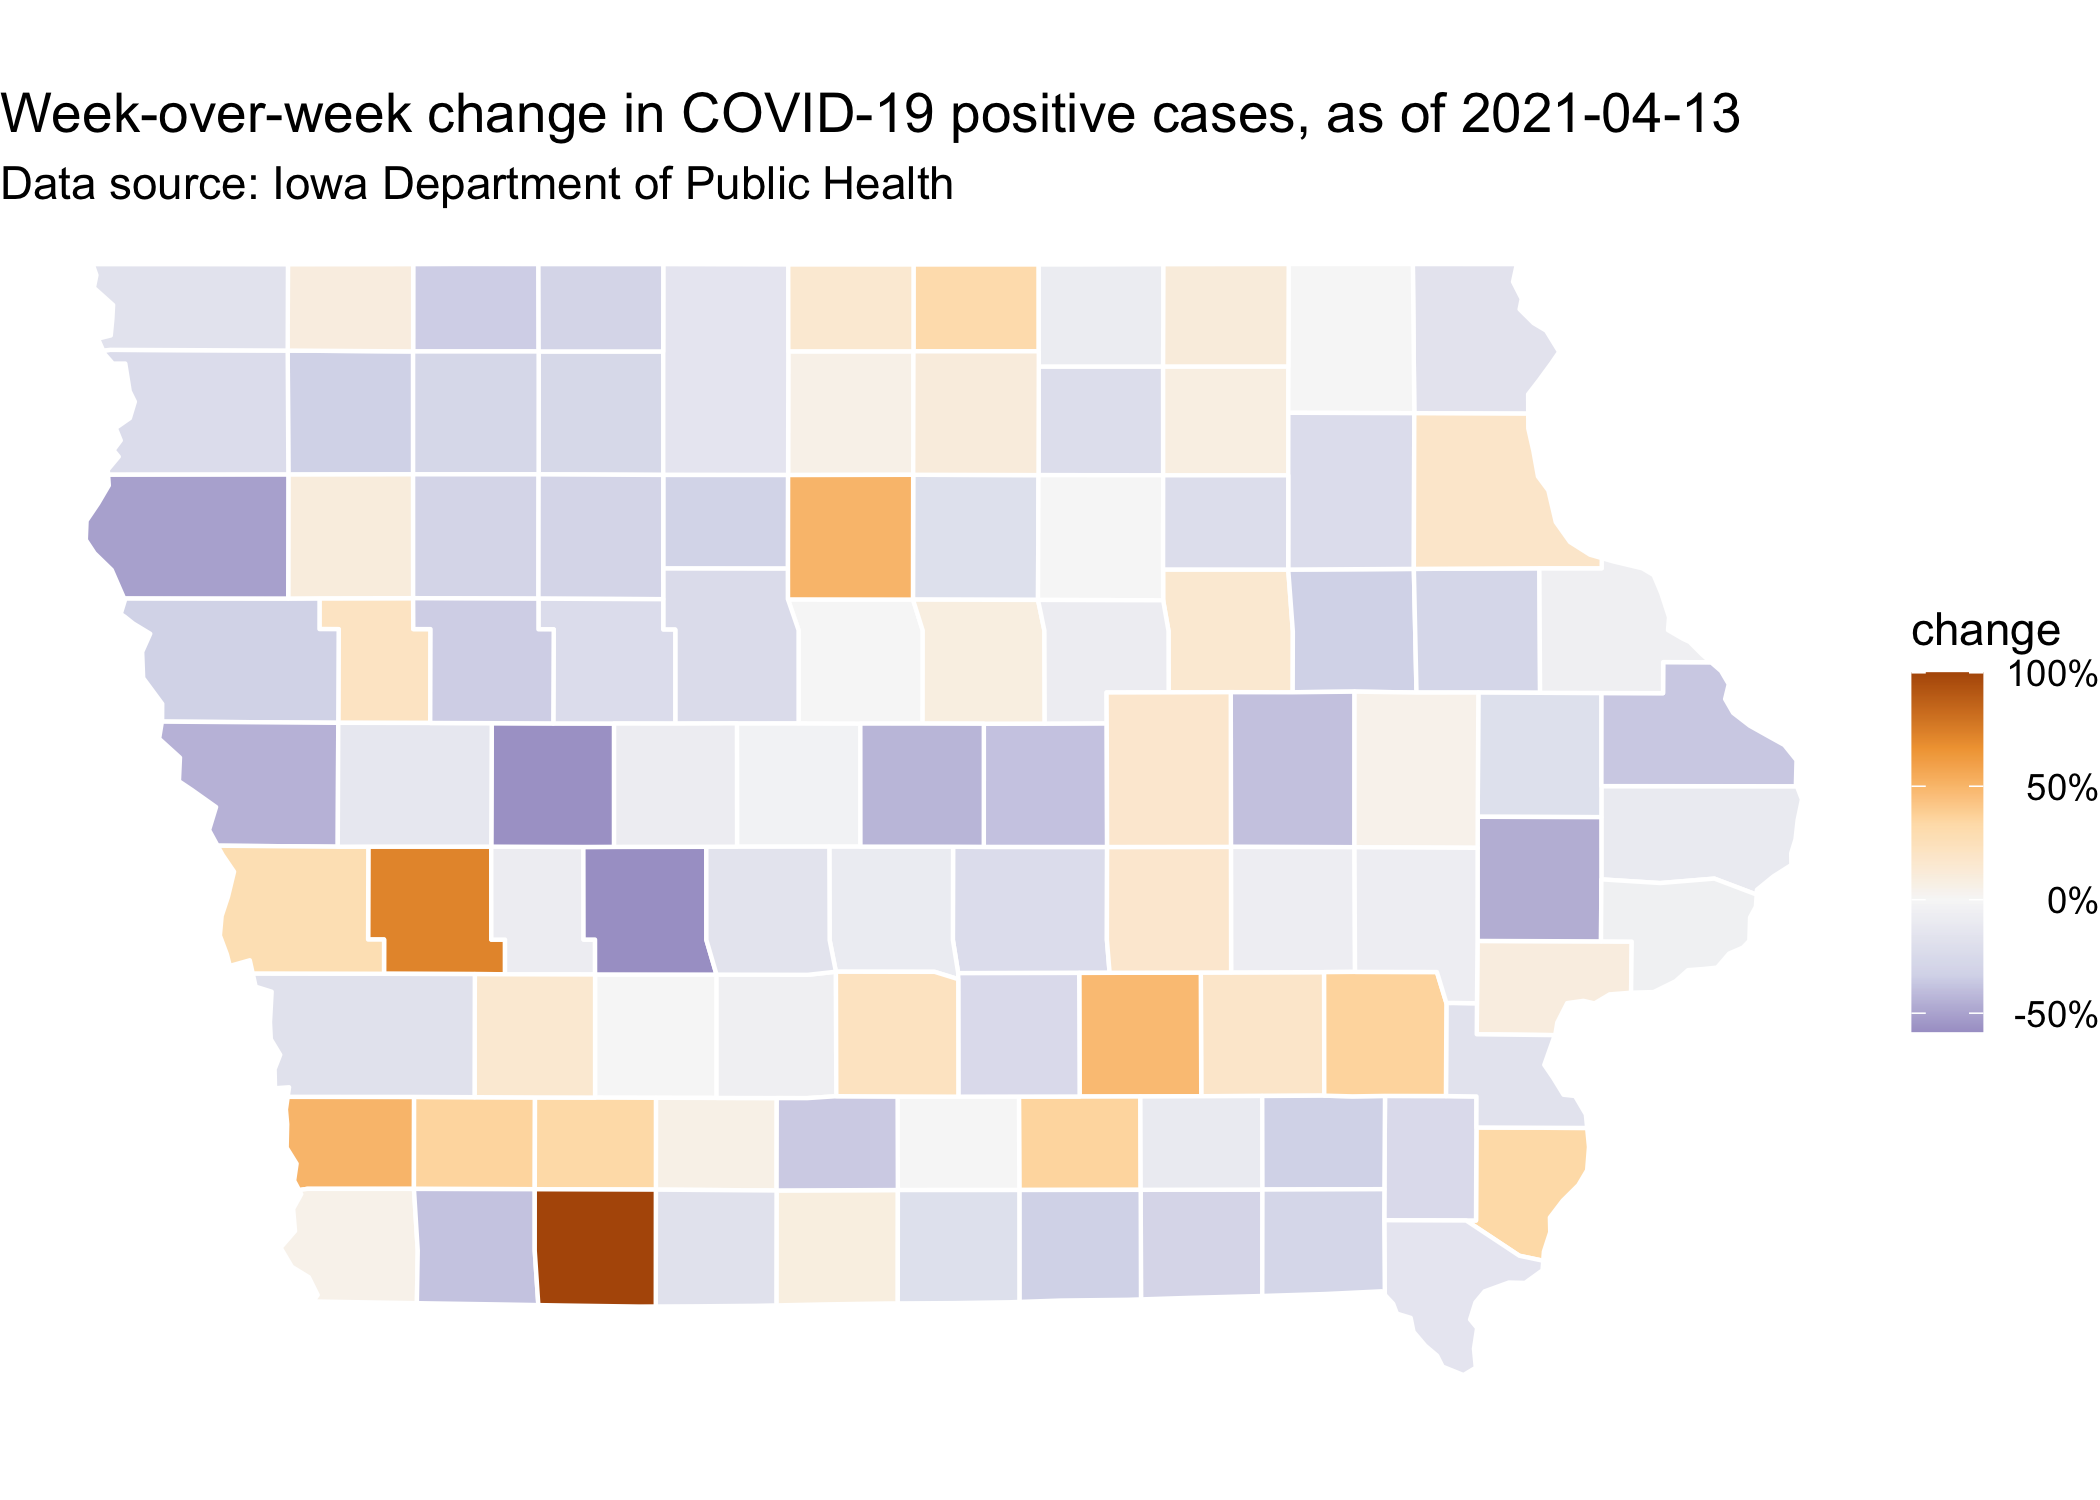 Week-over-week change in COVID-19 positive cases, as of 2021-04-13
Data source: Iowa Department of Public Health
change
100%
50%
0%
-50%